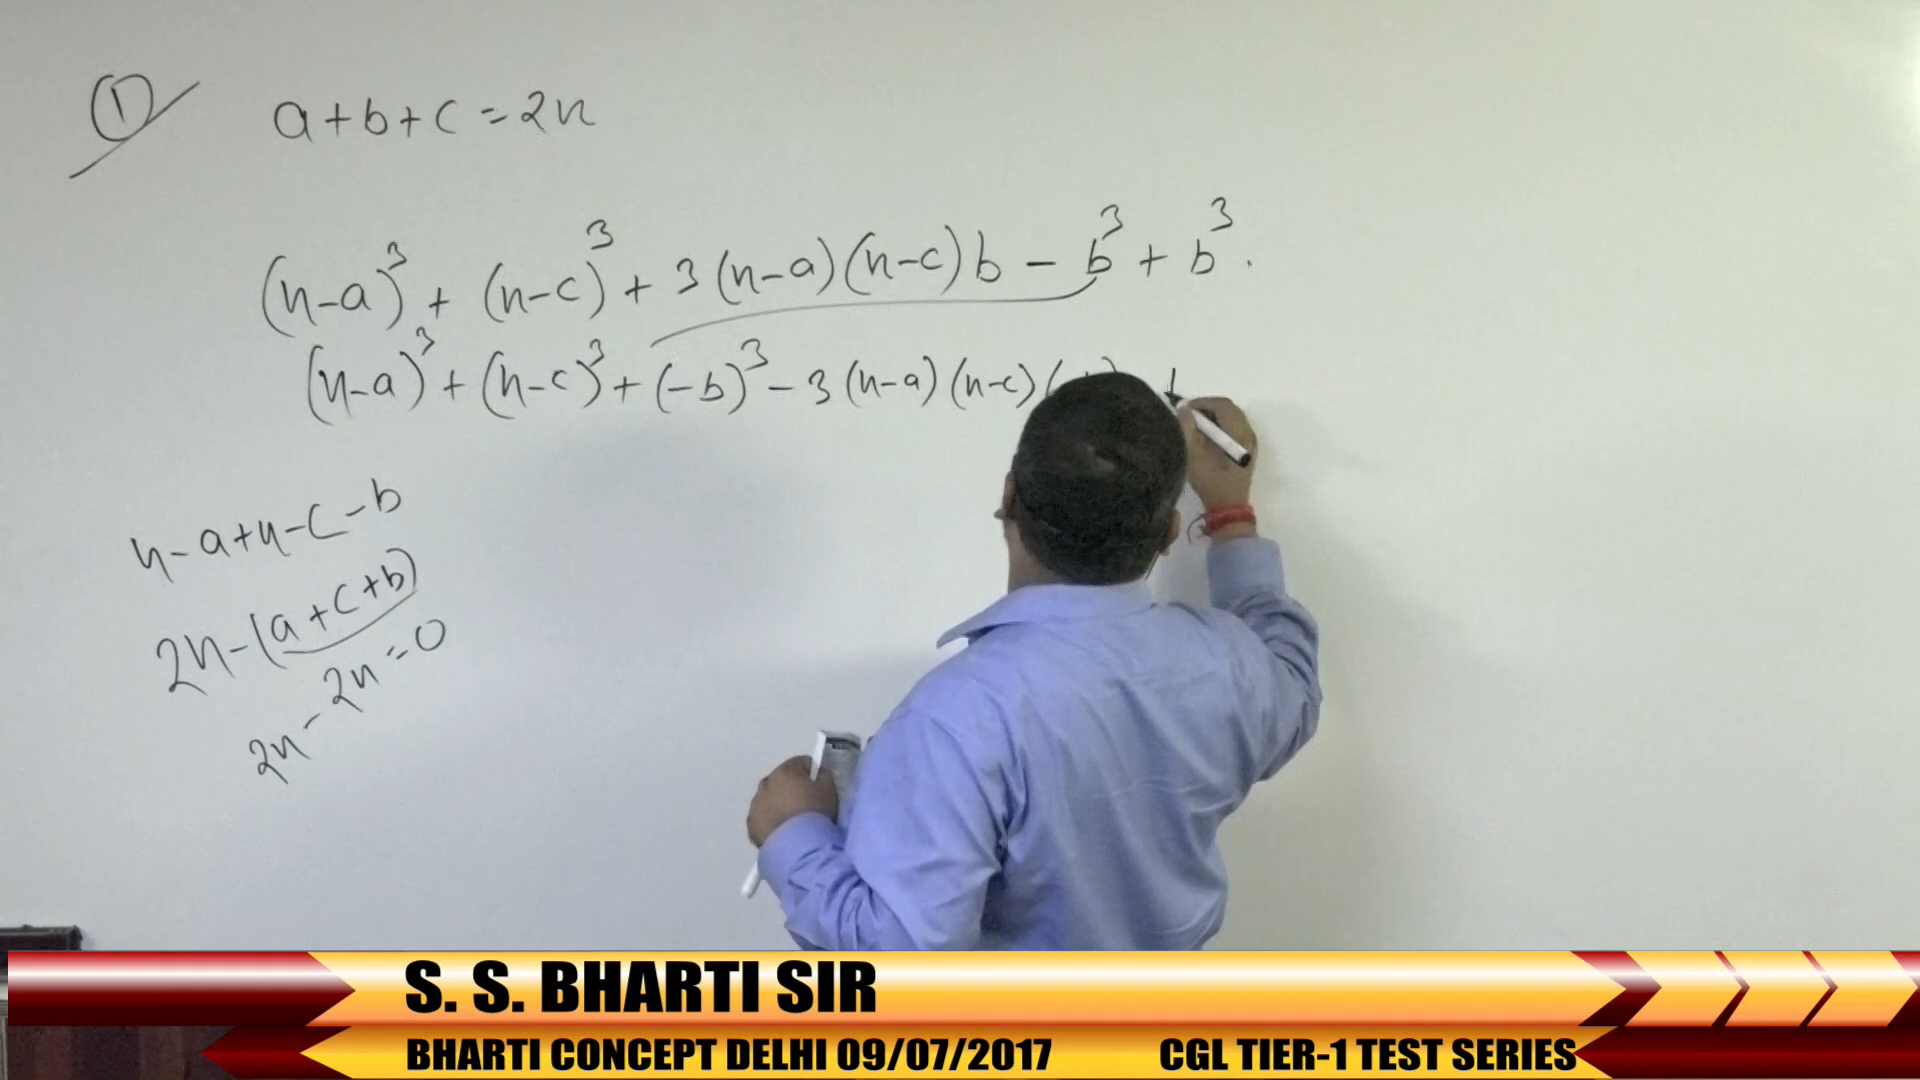 ① a+b+c=2n
(n-a)³ + (n-c)³ + 3(n-a)(n-c)b - b³ + b³.
(n-a)³ + (n-c)³ + (-b)³ - 3(n-a)(n-c)(
n-a+n-c-b
2n-(a+c+b)
2n-2n=0
S. S. BHARTI SIR
BHARTI CONCEPT DELHI 09/07/2017 CGL TIER-1 TEST SERIES